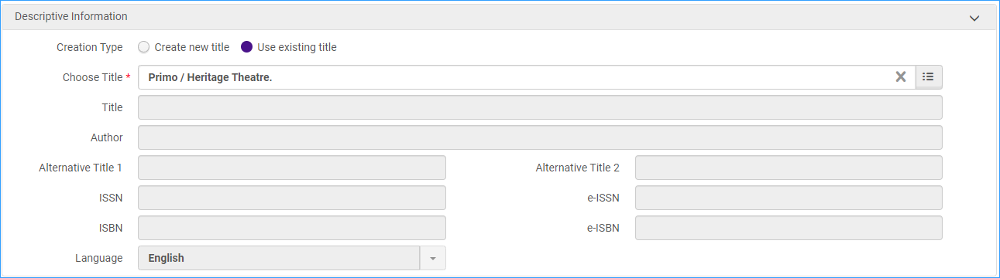 Descriptive Information
Creation Type Create new title Use existing title
Choose Title * Primo / Heritage Theatre.
Title
Author
Alternative Title 1 Alternative Title 2
ISSN e-ISSN
ISBN e-ISBN
Language English